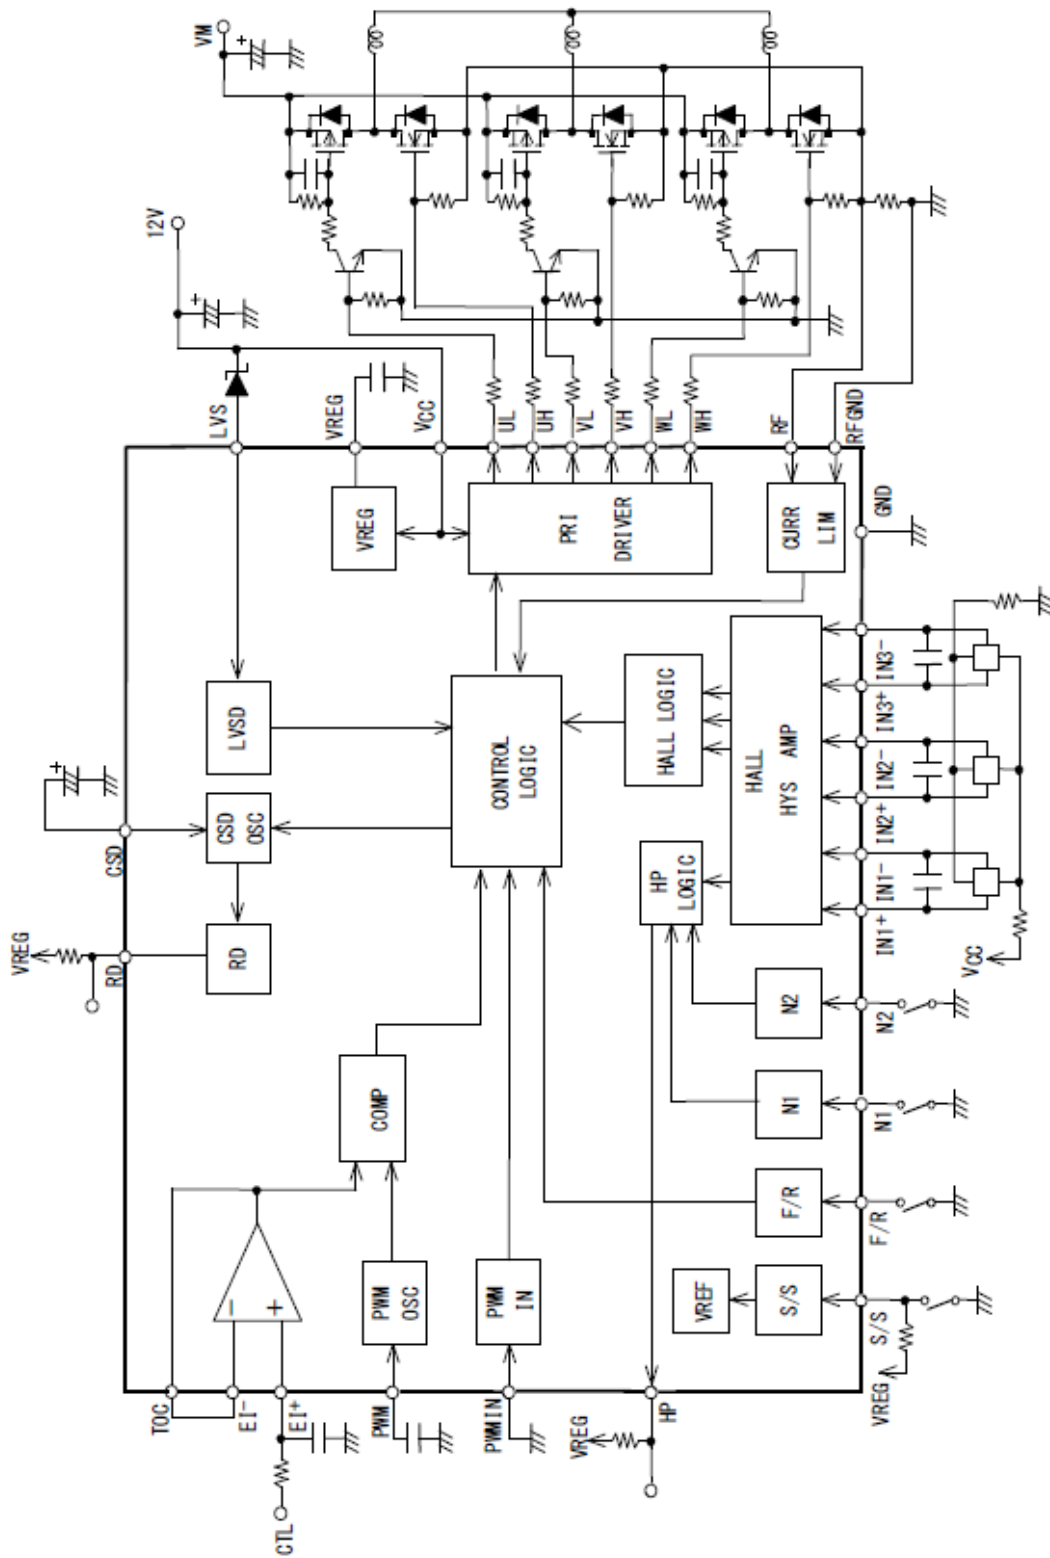 VM
12V
LVS
VREG
VCC
UL
UH
VL
VH
WL
WH
RF
RFGND
GND
VREG
PRI
DRIVER
CURR
LIM
LVSD
CSD
OSC
RD
CSD
VREG
RD
CONTROL
LOGIC
HALL LOGIC
HALL
HYS AMP
HP
LOGIC
IN3-
IN3+
IN2-
IN2+
IN1-
IN1+
VCC
COMP
N2
N2
N1
N1
F/R
F/R
PWM
OSC
PWM
IN
VREF
S/S
S/S
VREG
-
+
TOC
EI-
EI+
CTL
PWM
PWMIN
VREG
HP
+
+
+